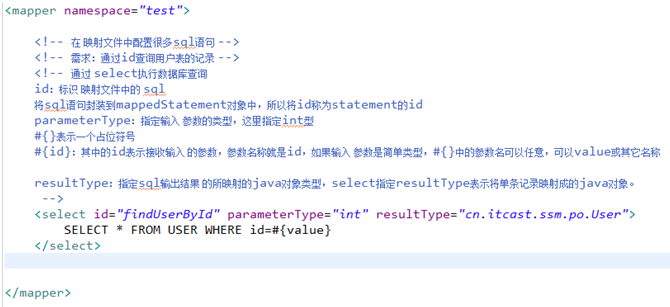 <mapper namespace="test">
<!-- 在 映射文件中配置很多sql语句 -->
<!-- 需求：通过id查询用户表的记录 -->
<!-- 通过 select执行数据库查询
id：标识 映射文件中的 sql
将sql语句封装到mappedStatement对象中，所以将id称为statement的id
parameterType：指定输入 参数的类型，这里指定int型
#{}表示一个占位符号
#{id}：其中的id表示接收输入 的参数，参数名称就是id，如果输入 参数是简单类型，#{}中的参数名可以任意，可以value或其它名称
resultType：指定sql输出结果 的所映射的java对象类型，select指定resultType表示将单条记录映射成的java对象。
-->
<select id="findUserById" parameterType="int" resultType="cn.itcast.ssm.po.User">
SELECT * FROM USER WHERE id=#{value}
</select>
</mapper>